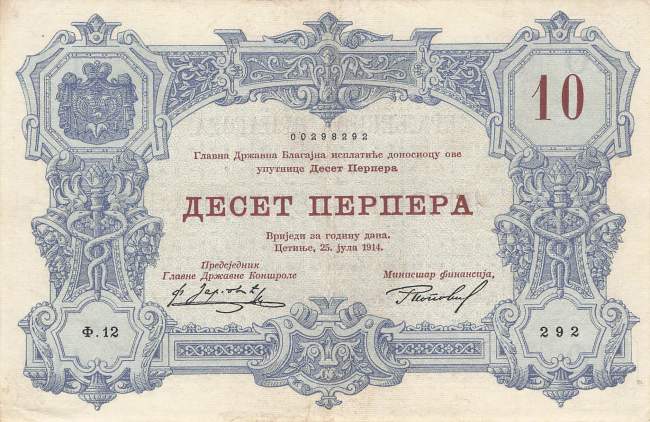 10
00298292
Главна Државна Благајна исплатиће доносиоцу ове
упутнице Десет Перпера
ДЕСЕТ ПЕРПЕРА
Вриједи за годину дана.
Цетиње, 25. јула 1914.
Предсједник
Главне Државне Контроле
Министар финансија,
Ф.12
292